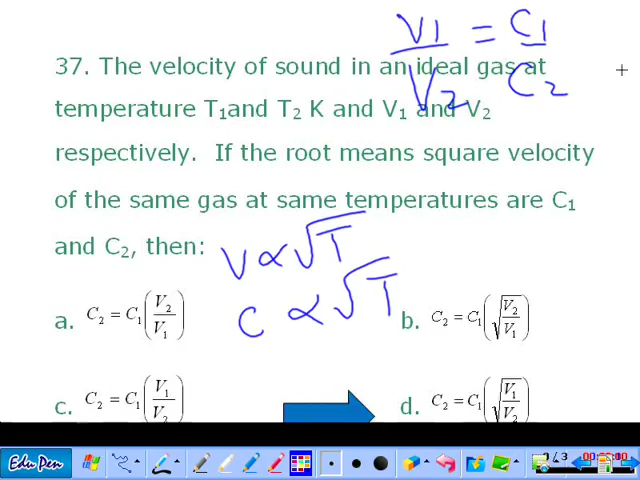 V1 = C1
V2 C2
37. The velocity of sound in an ideal gas at
temperature T1and T2 K and V1 and V2
respectively. If the root means square velocity
of the same gas at same temperatures are C1
and C2, then:
V ∝ √T
C ∝ √T
a. C2 = C1(V2/V1)
b. C2 = C1(√V2/V1)
c. C2 = C1(V1/V2)
d. C2 = C1(√V1/V2)
Edu Pen